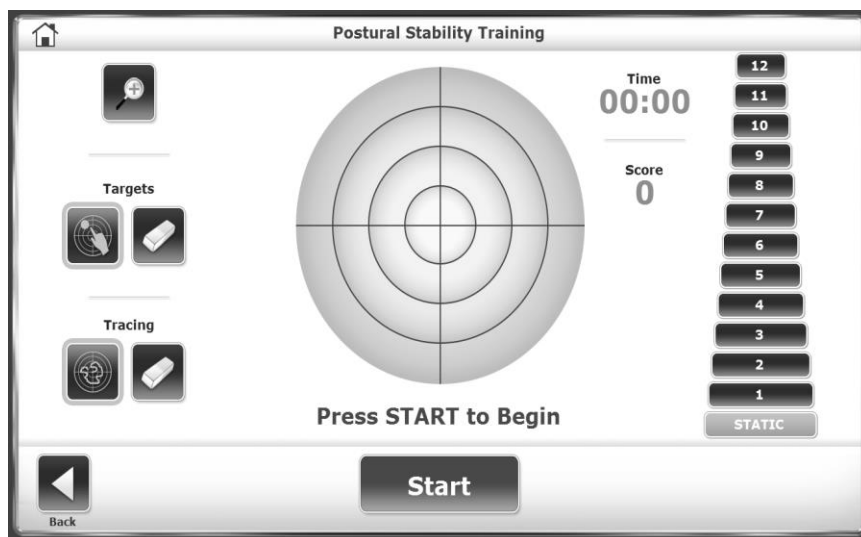 Postural Stability Training
Targets
Tracing
Time
00:00
Score
0
12
11
10
9
8
7
6
5
4
3
2
1
STATIC
Press START to Begin
Back
Start